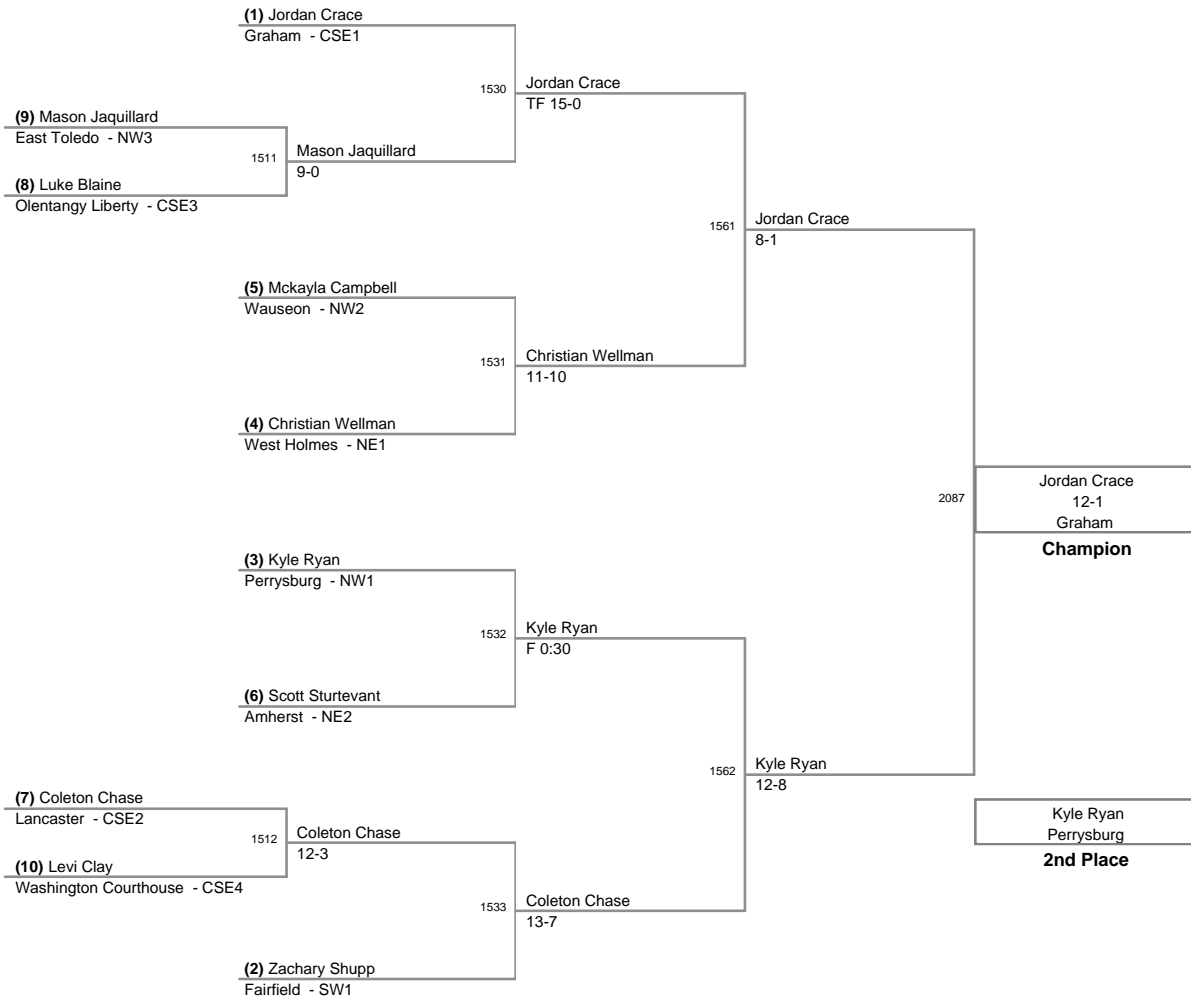 (1) Jordan Crace
Graham - CSE1
1530
Jordan Crace
TF 15-0
(9) Mason Jaquillard
East Toledo - NW3
1511
Mason Jaquillard
9-0
(8) Luke Blaine
Olentangy Liberty - CSE3
1561
Jordan Crace
8-1
(5) Mckayla Campbell
Wauseon - NW2
1531
Christian Wellman
11-10
(4) Christian Wellman
West Holmes - NE1
2087
Jordan Crace
12-1
Graham
Champion
(3) Kyle Ryan
Perrysburg - NW1
1532
Kyle Ryan
F 0:30
(6) Scott Sturtevant
Amherst - NE2
1562
Kyle Ryan
12-8
(7) Coleton Chase
Lancaster - CSE2
1512
Coleton Chase
12-3
(10) Levi Clay
Washington Courthouse - CSE4
1533
Coleton Chase
13-7
(2) Zachary Shupp
Fairfield - SW1
Kyle Ryan
Perrysburg
2nd Place